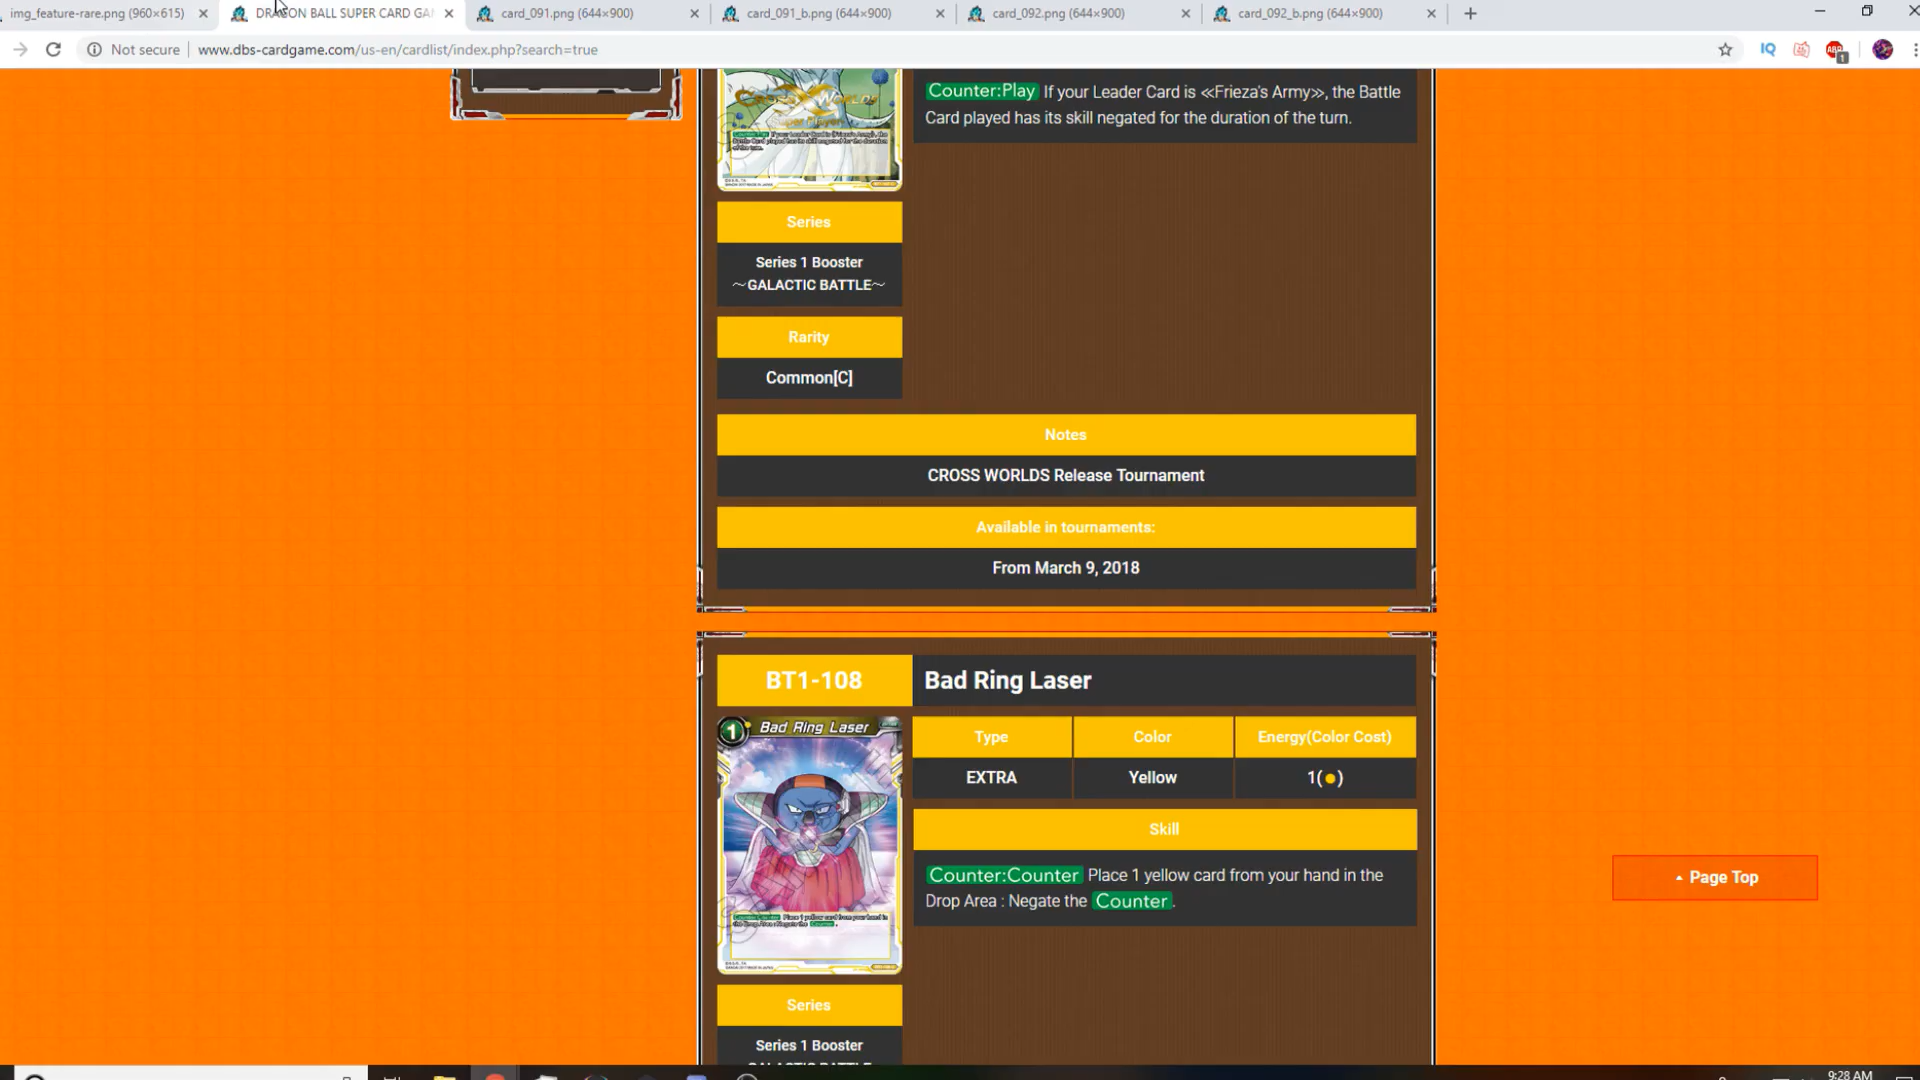 img_feature-rare.png (960×615)
DRAGON BALL SUPER CARD GA
card_091.png (644×900)
card_091_b.png (644×900)
card_092.png (644×900)
card_092_b.png (644×900)
Not secure
www.dbs-cardgame.com/us-en/cardlist/index.php?search=true
IQ
ABP
1
Counter:Play If your Leader Card is ≪Frieza's Army≫, the Battle
Card played has its skill negated for the duration of the turn.
Series
Series 1 Booster
～GALACTIC BATTLE～
Rarity
Common[C]
Notes
CROSS WORLDS Release Tournament
Available in tournaments:
From March 9, 2018
BT1-108
Bad Ring Laser
1
Bad Ring Laser
Type
Color
Energy(Color Cost)
EXTRA
Yellow
1(●)
Skill
Counter:Counter Place 1 yellow card from your hand in the
Drop Area : Negate the Counter.
Page Top
Series
Series 1 Booster
9:28 AM